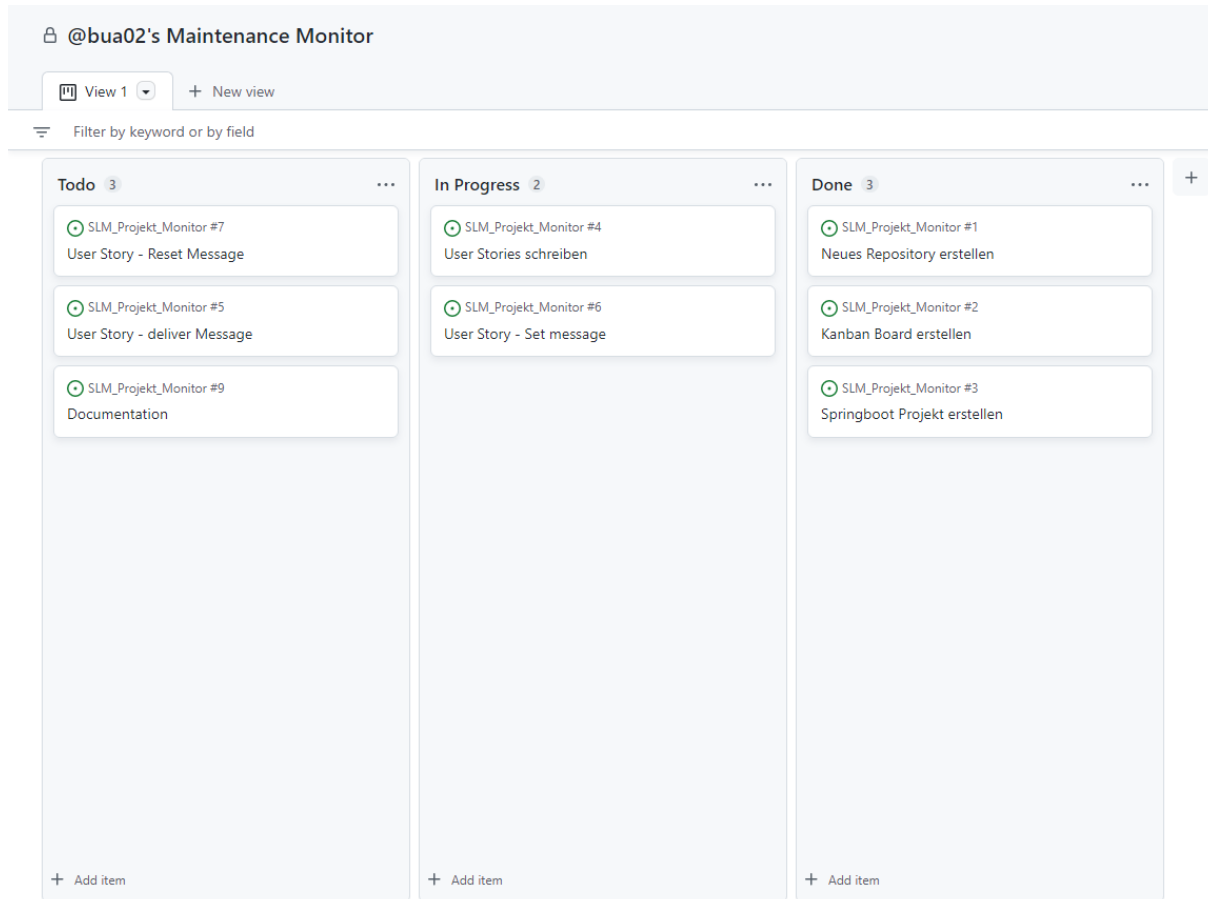 @bua02's Maintenance Monitor
View 1
New view
Filter by keyword or by field
Todo 3
SLM_Projekt_Monitor #7
User Story - Reset Message
SLM_Projekt_Monitor #5
User Story - deliver Message
SLM_Projekt_Monitor #9
Documentation
Add item
In Progress 2
SLM_Projekt_Monitor #4
User Stories schreiben
SLM_Projekt_Monitor #6
User Story - Set message
Add item
Done 3
SLM_Projekt_Monitor #1
Neues Repository erstellen
SLM_Projekt_Monitor #2
Kanban Board erstellen
SLM_Projekt_Monitor #3
Springboot Projekt erstellen
Add item